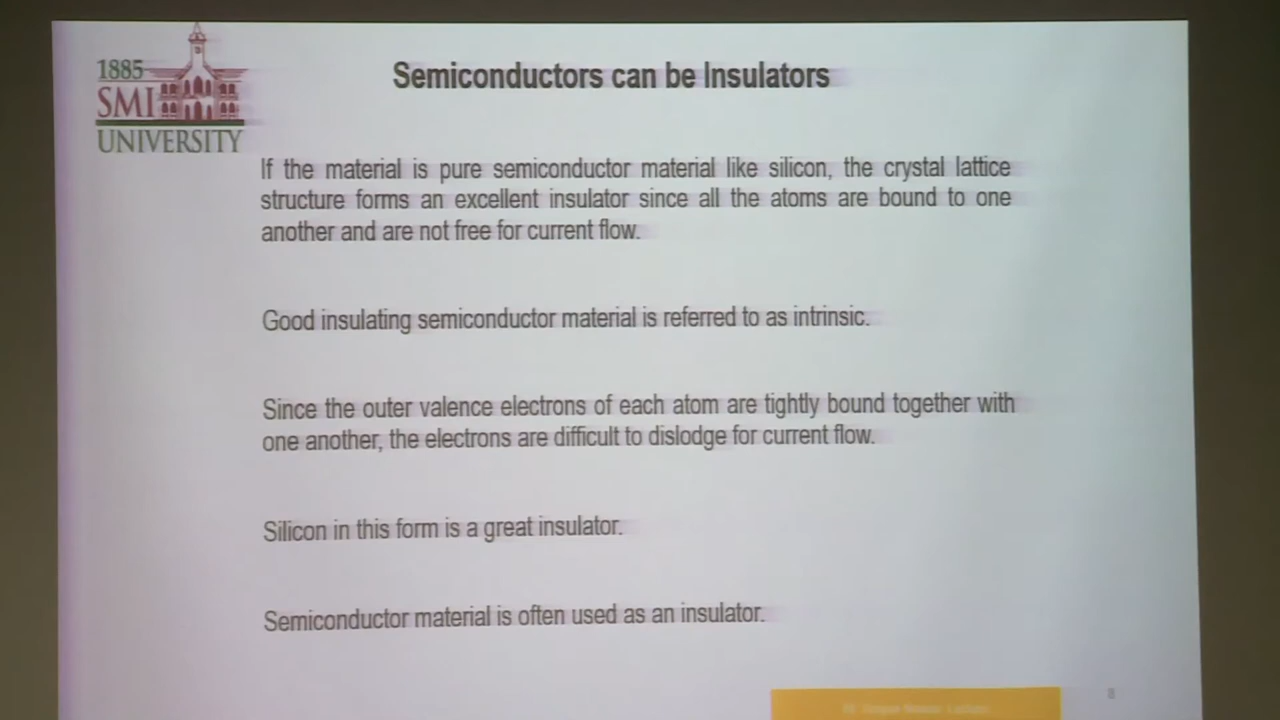 1885
SMI
UNIVERSITY
Semiconductors can be Insulators
If the material is pure semiconductor material like silicon, the crystal lattice
structure forms an excellent insulator since all the atoms are bound to one
another and are not free for current flow.
Good insulating semiconductor material is referred to as intrinsic.
Since the outer valence electrons of each atom are tightly bound together with
one another, the electrons are difficult to dislodge for current flow.
Silicon in this form is a great insulator.
Semiconductor material is often used as an insulator.
8